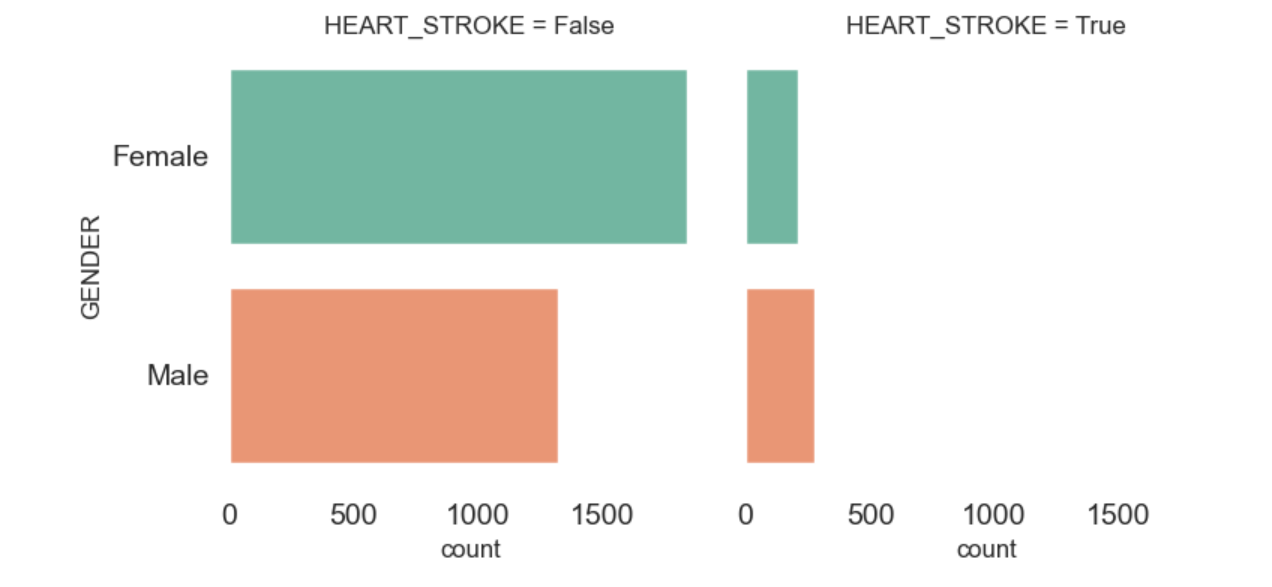 HEART_STROKE = False
HEART_STROKE = True
GENDER
Female
Male
0 500 1000 1500
count
0 500 1000 1500
count